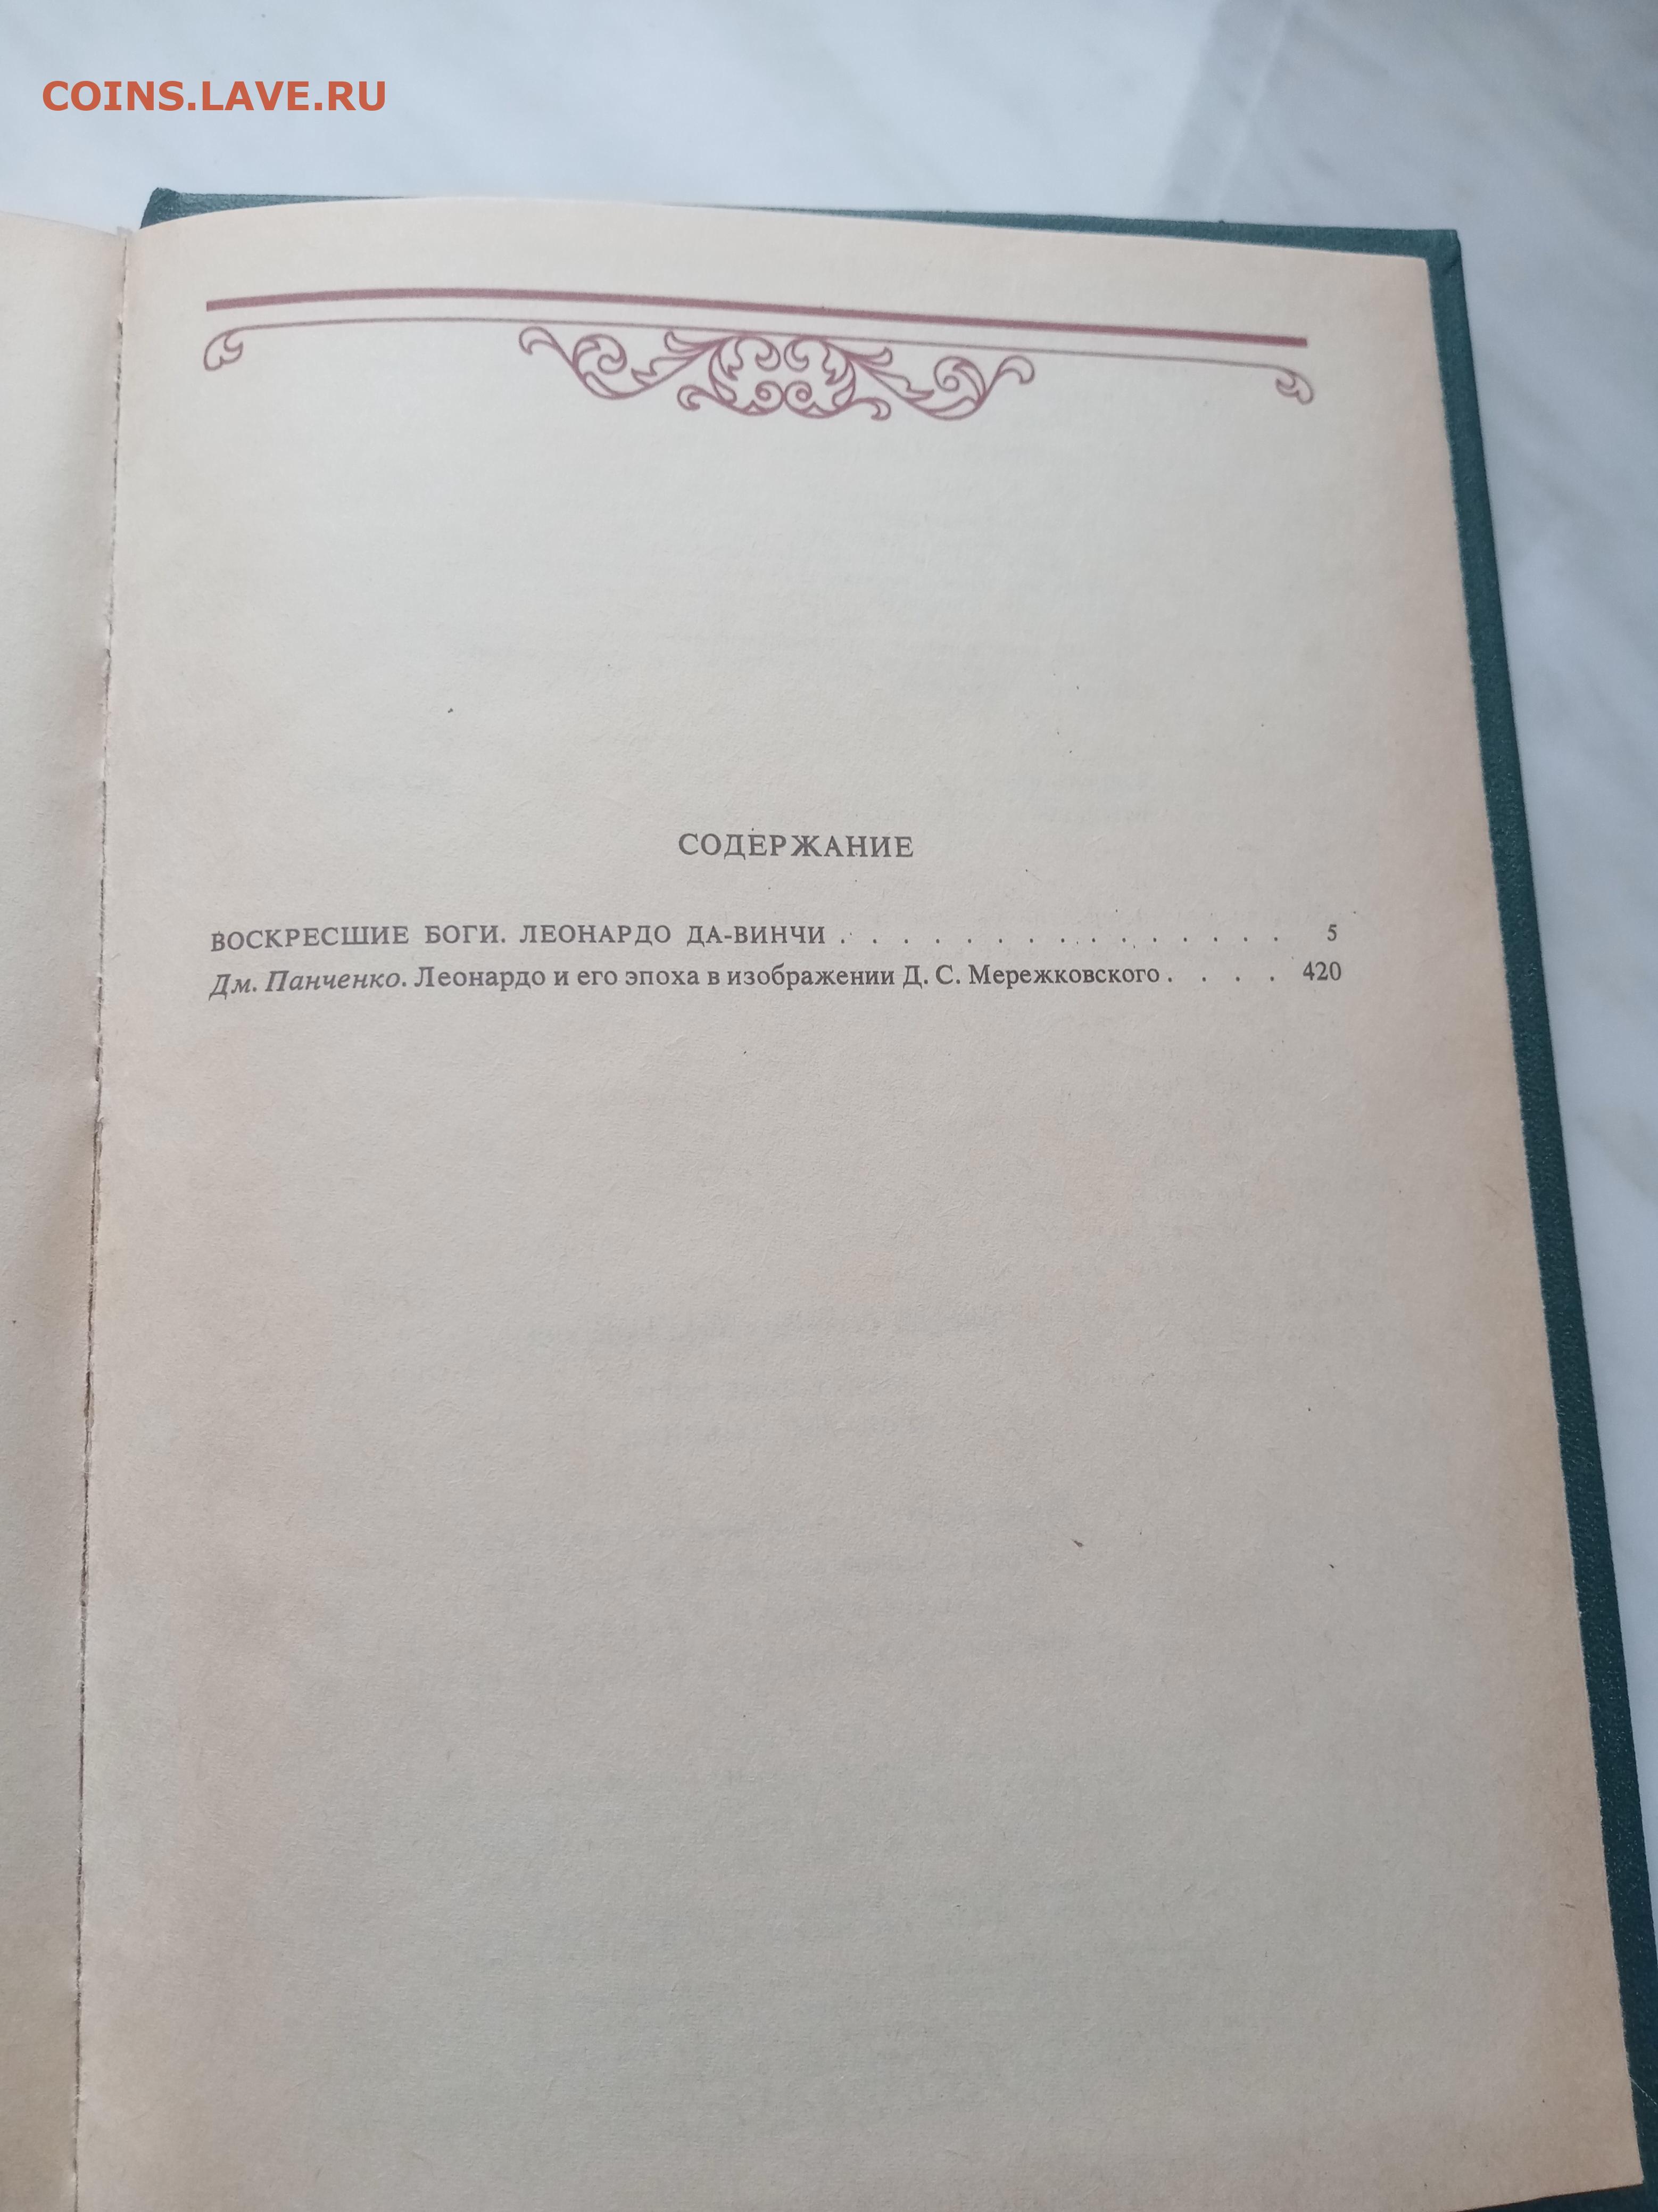 COINS.LAVE.RU
СОДЕРЖАНИЕ
ВОСКРЕСШИЕ БОГИ. ЛЕОНАРДО ДА-ВИНЧИ . . . . . . . . . . . . . . . 5
Дм. Панченко. Леонардо и его эпоха в изображении Д. С. Мережковского . . . . 420